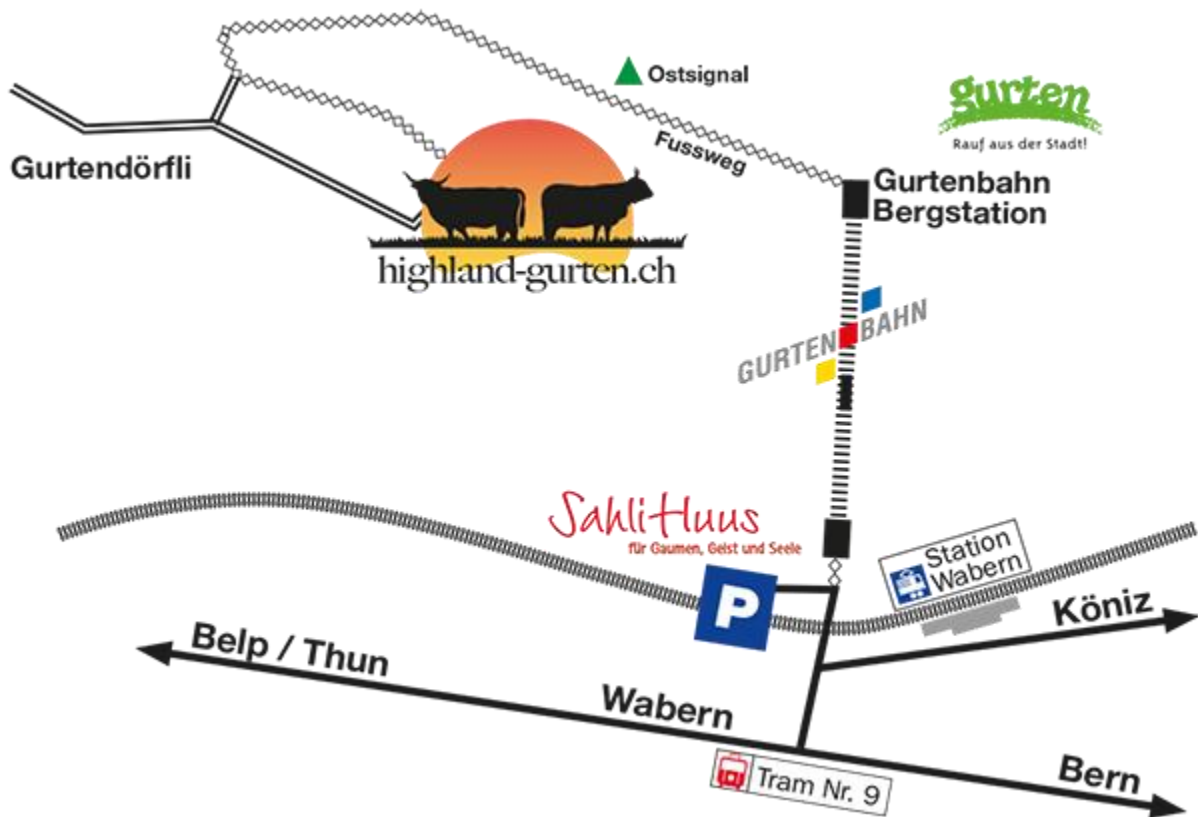 Ostsignal
gurten
Rauf aus der Stadt!
Fussweg
Gurtendörfli
Gurtenbahn
Bergstation
highland-gurten.ch
GURTEN BAHN
SahliHuus
für Gaumen, Geist und Seele
Station
Wabern
P
Köniz
Belp / Thun
Wabern
Bern
Tram Nr. 9